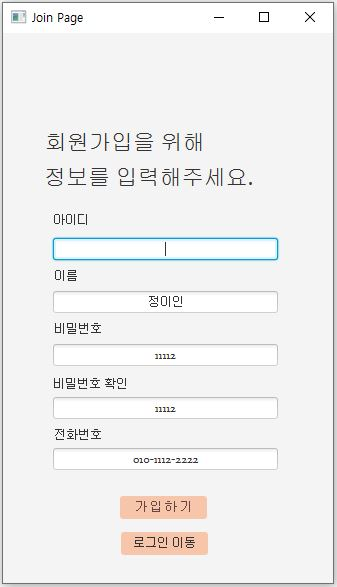 Join Page
회원가입을 위해
정보를 입력해주세요.
아이디
이름
정이인
비밀번호
11112
비밀번호 확인
11112
전화번호
010-1112-2222
가입하기
로그인 이동